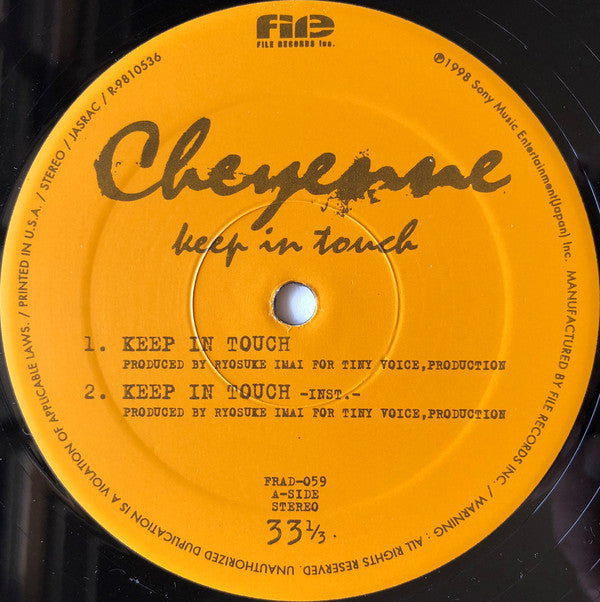 File
FILE RECORDS Inc.
Cheyenne
keep in touch
1. KEEP IN TOUCH
PRODUCED BY RYOSUKE IMAI FOR TINY VOICE,PRODUCTION
2. KEEP IN TOUCH -INST.-
PRODUCED BY RYOSUKE IMAI FOR TINY VOICE,PRODUCTION
FRAD-059
A-SIDE
STEREO
33 1/3.
℗1998 Sony Music Entertainment(Japan) Inc. MANUFACTURED BY FILE RECORDS INC. / WARNING : ALL RIGHTS RESERVED. UNAUTHORIZED DUPLICATION IS A VIOLATION OF APPLICABLE LAWS. / PRINTED IN U.S.A. / STEREO / JASRAC / R-9810536